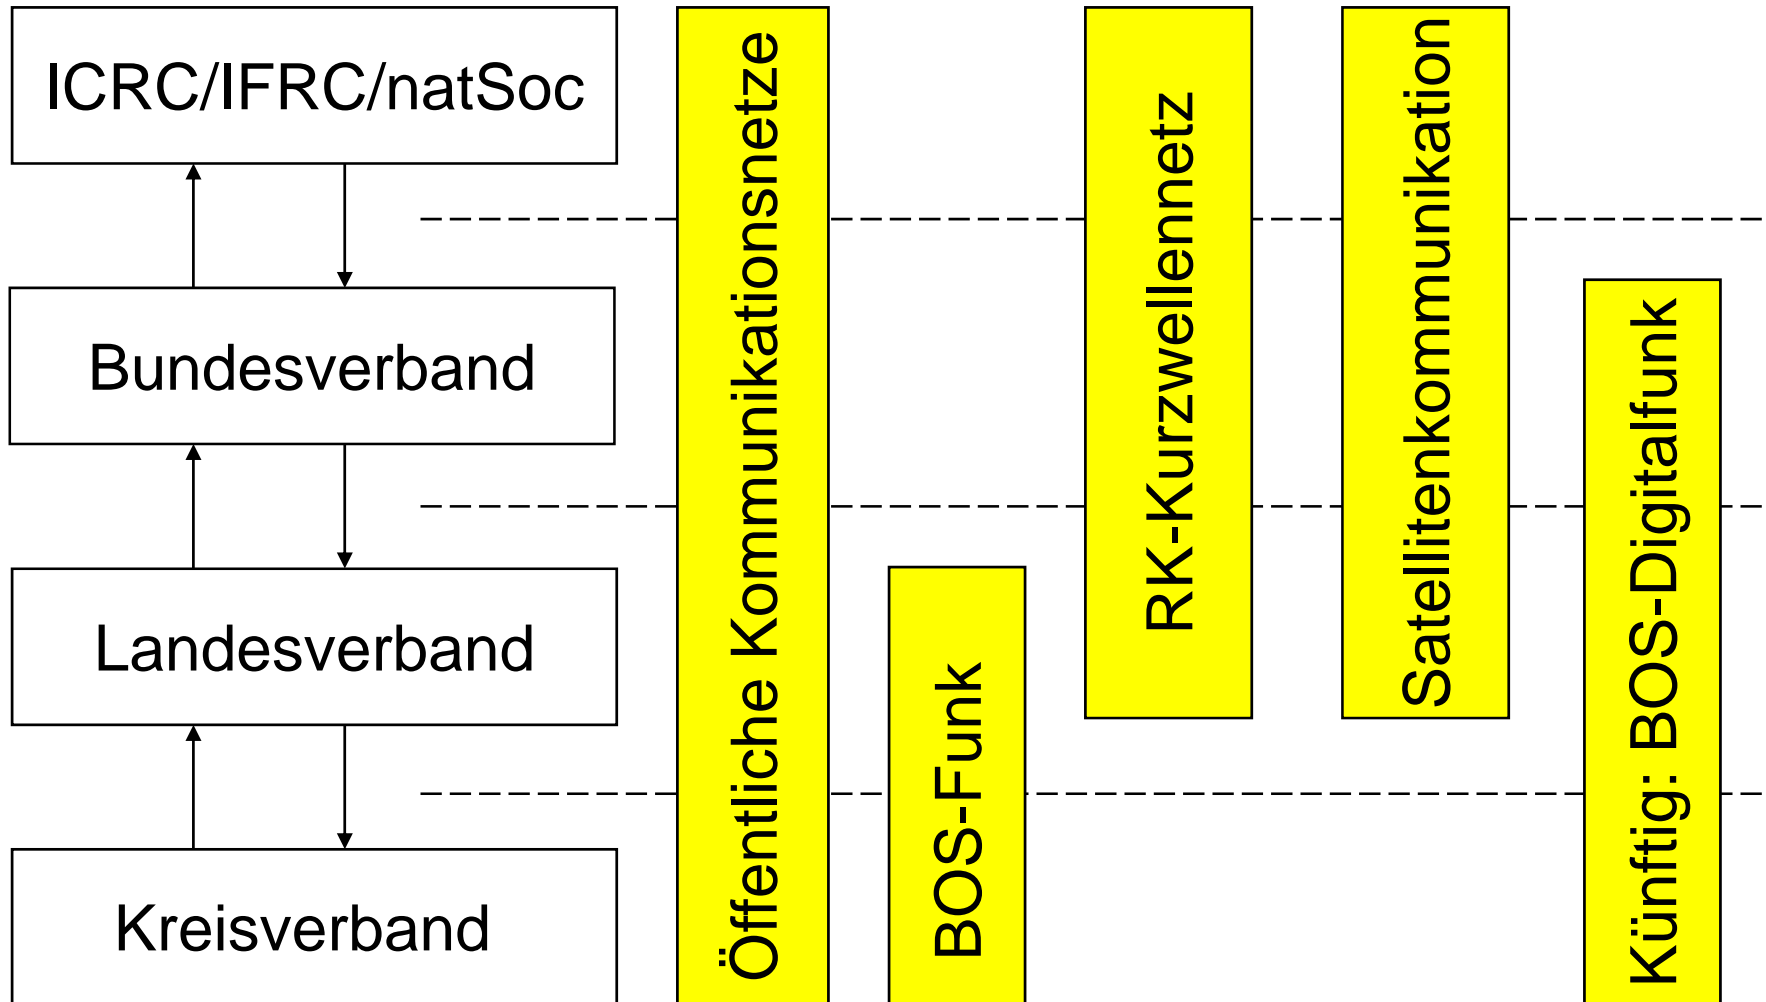 ICRC/IFRC/natSoc
Bundesverband
Landesverband
Kreisverband
Öffentliche Kommunikationsnetze
BOS-Funk
RK-Kurzwellennetz
Satellitenkommunikation
Künftig: BOS-Digitalfunk